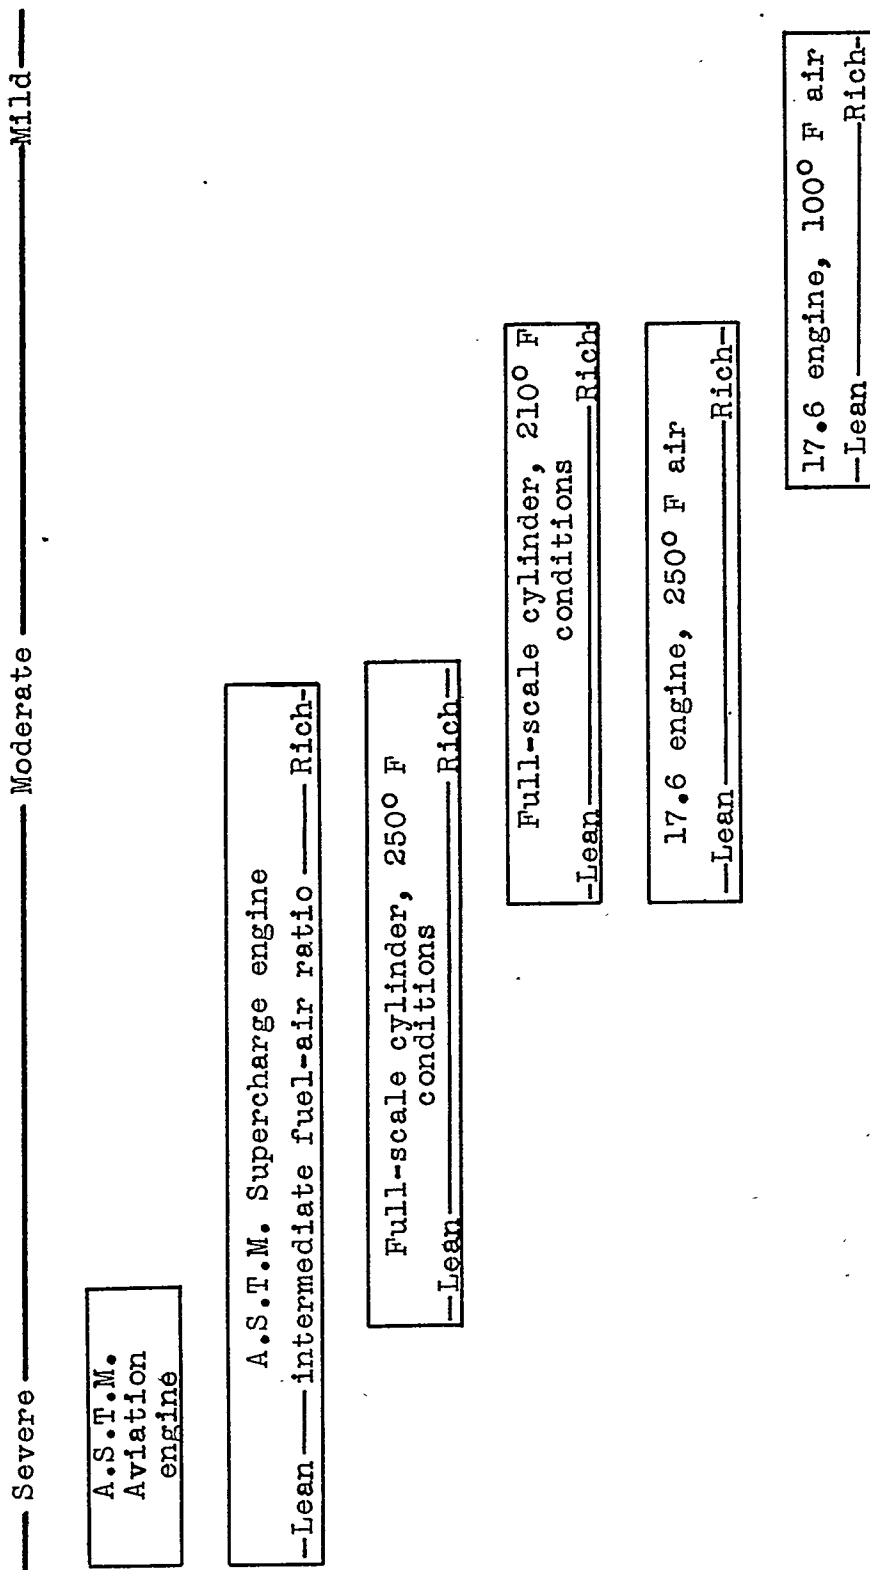 Severe Moderate Mild
A.S.T.M.
Aviation
engine
A.S.T.M. Supercharge engine
Lean intermediate fuel-air ratio Rich
Full-scale cylinder, 250° F
conditions
Lean Rich
Full-scale cylinder, 210° F
conditions
Lean Rich
17.6 engine, 250° F air
Lean Rich
17.6 engine, 100° F air
Lean Rich